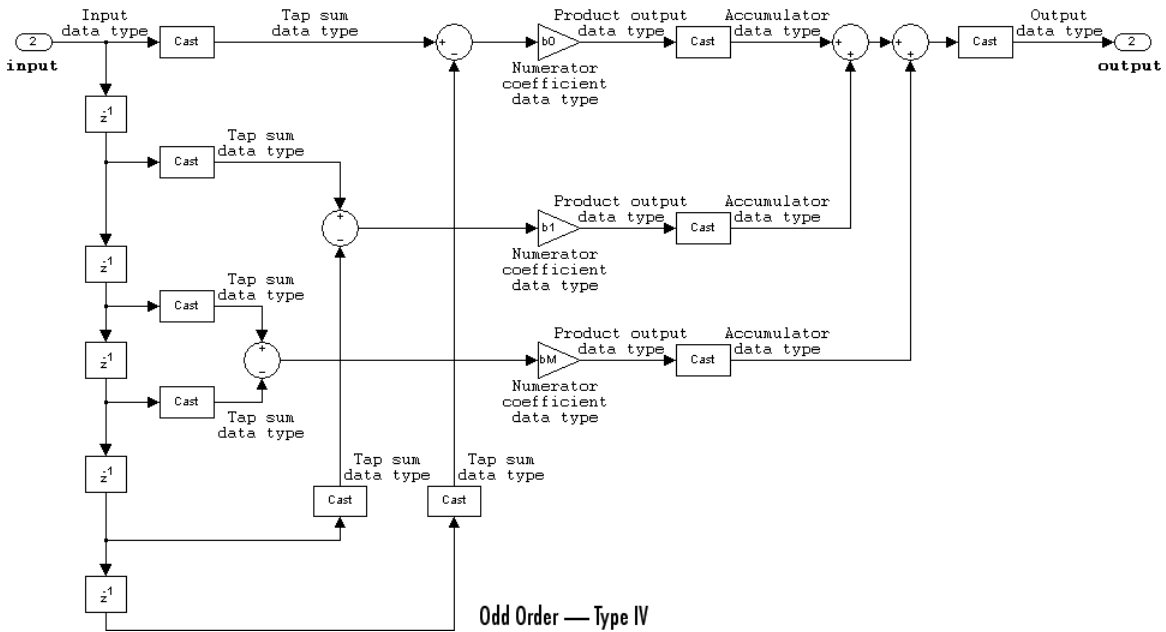 Input
data type
Tap sum
data type
Product output
data type
Accumulator
data type
Output
data type
2
input
Cast
+
−
b0
Cast
+
+
+
+
Cast
2
output
Numerator
coefficient
data type
z-1
Tap sum
data type
Cast
+
−
Product output
data type
Accumulator
data type
b1
Cast
Numerator
coefficient
data type
z-1
Tap sum
data type
Cast
+
−
Product output
data type
Accumulator
data type
z-1
bM
Cast
Numerator
coefficient
data type
Cast
Tap sum
data type
z-1
Tap sum
data type
Tap sum
data type
Cast
Cast
z-1
Odd Order — Type IV